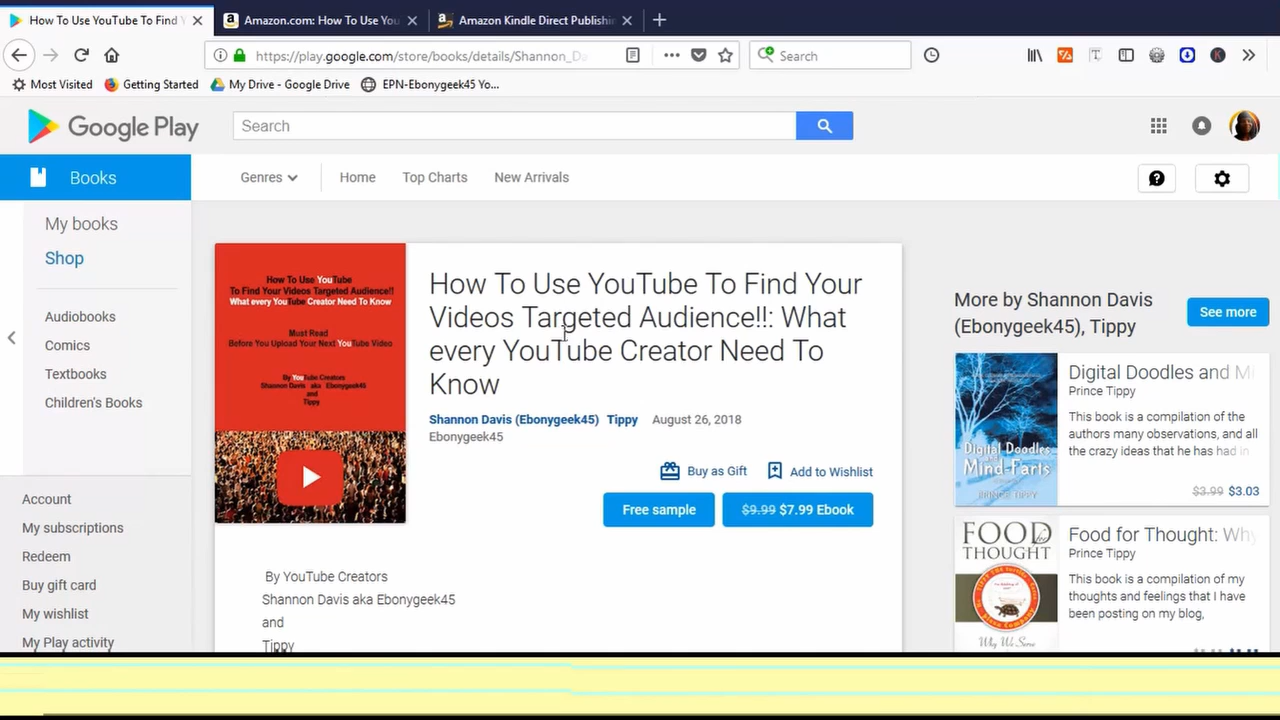 How To Use YouTube To Find Y
Amazon.com: How To Use You
Amazon Kindle Direct Publishin
https://play.google.com/store/books/details/Shannon_Da
Search
Most Visited
Getting Started
My Drive - Google Drive
EPN-Ebonygeek45 Yo...
Google Play
Search
Books
Genres
Home
Top Charts
New Arrivals
My books
Shop
Audiobooks
Comics
Textbooks
Children's Books
Account
My subscriptions
Redeem
Buy gift card
My wishlist
My Play activity
How To Use YouTube
To Find Your Videos Targeted Audience!!
What every YouTube Creator Need To Know
Must Read
Before You Upload Your Next YouTube Video
By YouTube Creators
Shannon Davis aka Ebonygeek45
and
Tippy
How To Use YouTube To Find Your
Videos Targeted Audience!!: What
every YouTube Creator Need To
Know
Shannon Davis (Ebonygeek45) Tippy August 26, 2018
Ebonygeek45
Buy as Gift
Add to Wishlist
Free sample
$9.99 $7.99 Ebook
By YouTube Creators
Shannon Davis aka Ebonygeek45
and
Tippy
More by Shannon Davis
(Ebonygeek45), Tippy
See more
Digital Doodles and
Mind-Farts
PRINCE TIPPY
Digital Doodles and Mi
Prince Tippy
This book is a compilation of the
authors many observations, and all
the crazy ideas that he has had in
$3.99 $3.03
FOOD for
THOUGHT
Why We Serve
Food for Thought: Why
Prince Tippy
This book is a compilation of my
thoughts and feelings that I have
been posting on my blog,